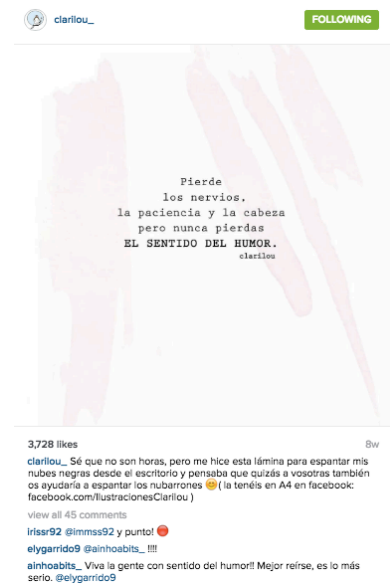 clarilou_
FOLLOWING
Pierde
los nervios,
la paciencia y la cabeza
pero nunca pierdas
EL SENTIDO DEL HUMOR.
clarilou
3,728 likes
8w
clarilou_ Sé que no son horas, pero me hice esta lámina para espantar mis
nubes negras desde el escritorio y pensaba que quizás a vosotras también
os ayudaría a espantar los nubarrones 😊( la tenéis en A4 en facebook:
facebook.com/IlustracionesClarilou )
view all 45 comments
irissr92 @immss92 y punto! 😡
elygarrido9 @ainhoabits_ !!!!
ainhoabits_ Viva la gente con sentido del humor!! Mejor reírse, es lo más
serio. @elygarrido9